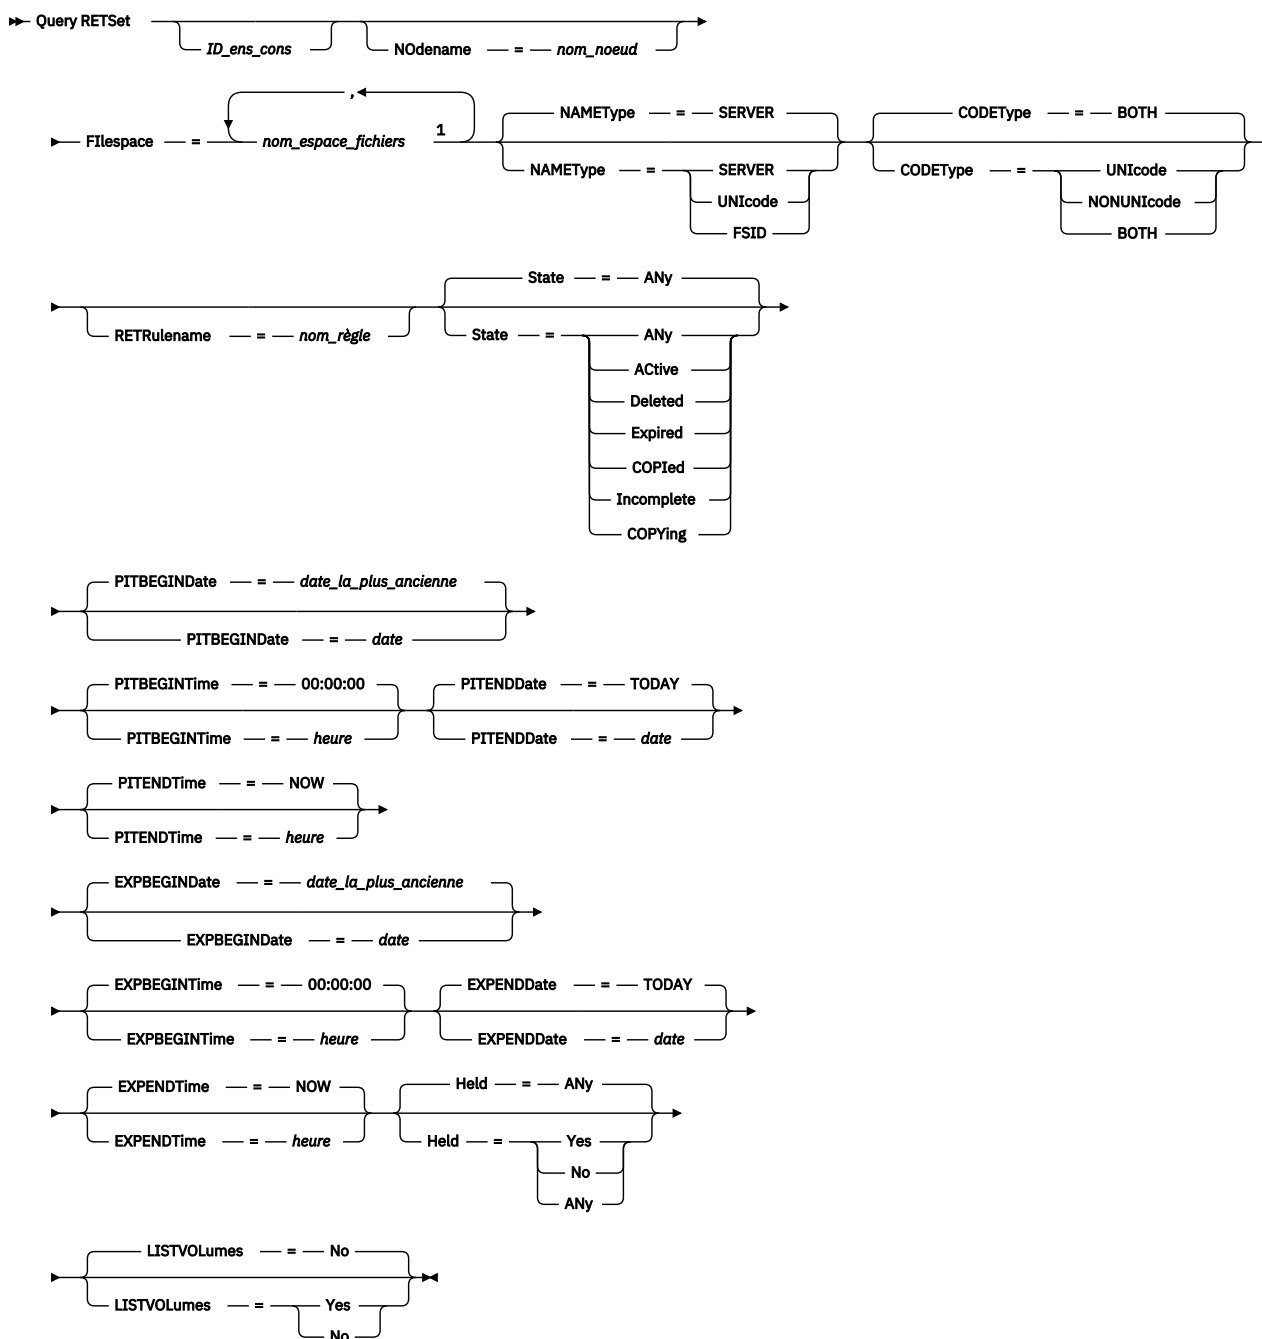 Query RETSet
ID_ens_cons
NOdename = nom_noeud
,
FIlespace = nom_espace_fichiers 1
NAMEType = SERVER
NAMEType = SERVER
UNIcode
FSID
CODEType = BOTH
CODEType = UNIcode
NONUNIcode
BOTH
RETRulename = nom_règle
State = ANy
State = ANy
ACtive
Deleted
Expired
COPIed
Incomplete
COPYing
PITBEGINDate = date_la_plus_ancienne
PITBEGINDate = date
PITBEGINTime = 00:00:00
PITBEGINTime = heure
PITENDDate = TODAY
PITENDDate = date
PITENDTime = NOW
PITENDTime = heure
EXPBEGINDate = date_la_plus_ancienne
EXPBEGINDate = date
EXPBEGINTime = 00:00:00
EXPBEGINTime = heure
EXPENDDate = TODAY
EXPENDDate = date
EXPENDTime = NOW
EXPENDTime = heure
Held = ANy
Held = Yes
No
ANy
LISTVOLumes = No
LISTVOLumes = Yes
No